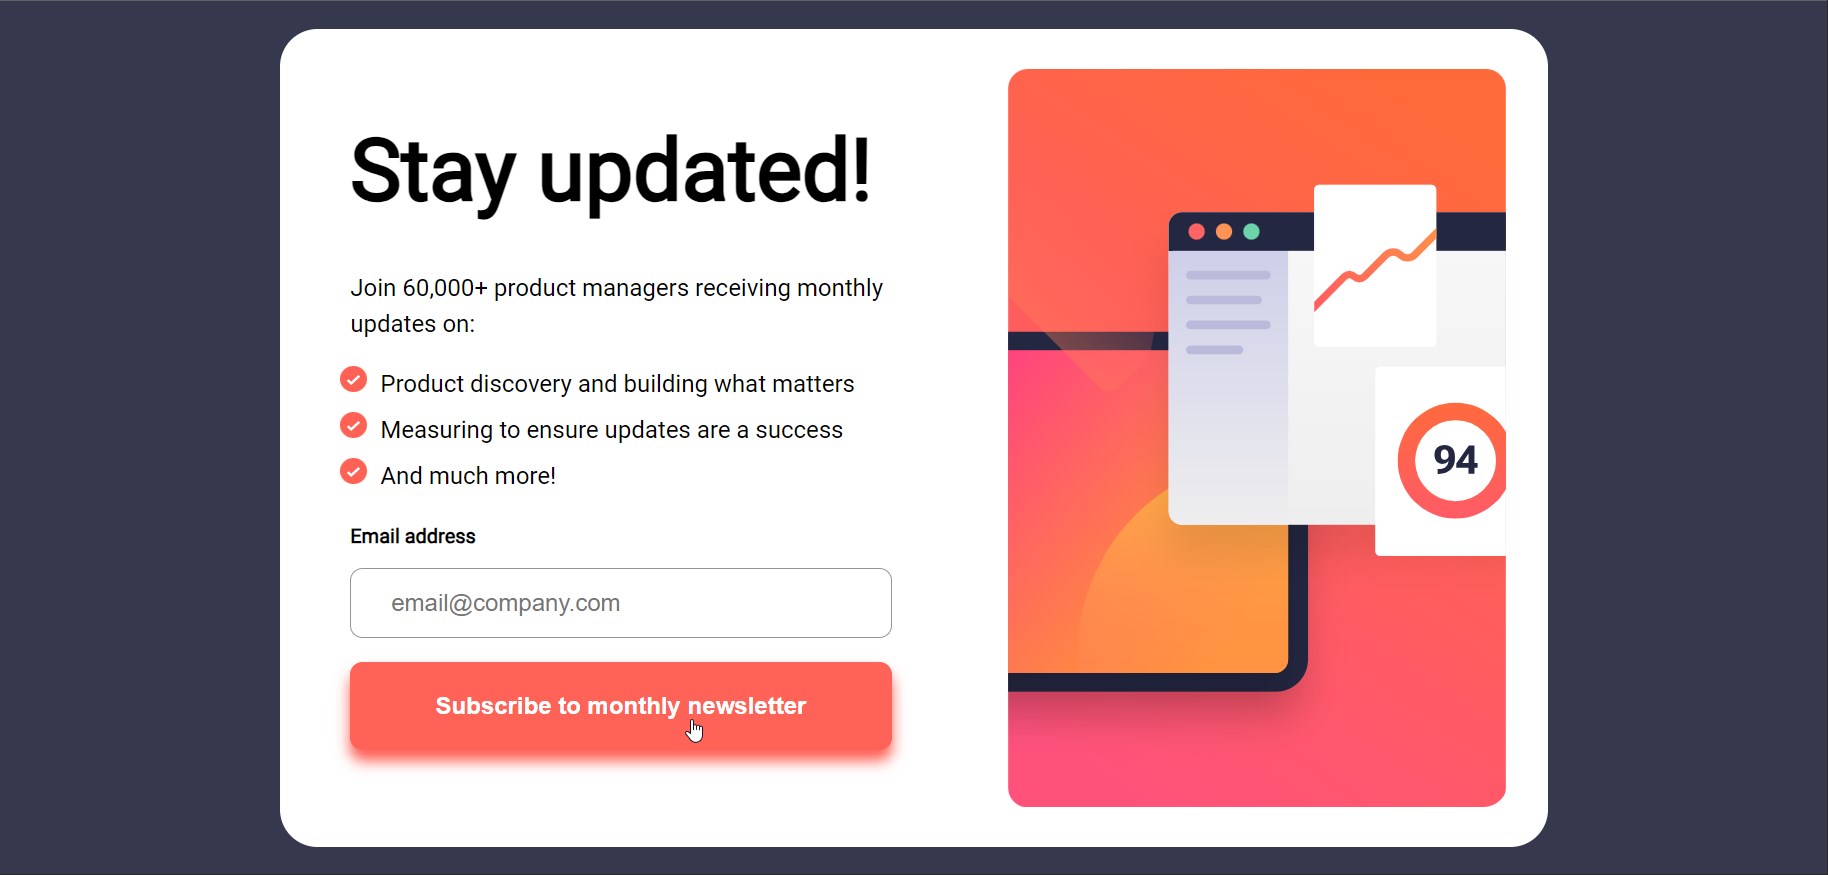 Stay updated!
Join 60,000+ product managers receiving monthly
updates on:
Product discovery and building what matters
Measuring to ensure updates are a success
And much more!
Email address
email@company.com
Subscribe to monthly newsletter
94